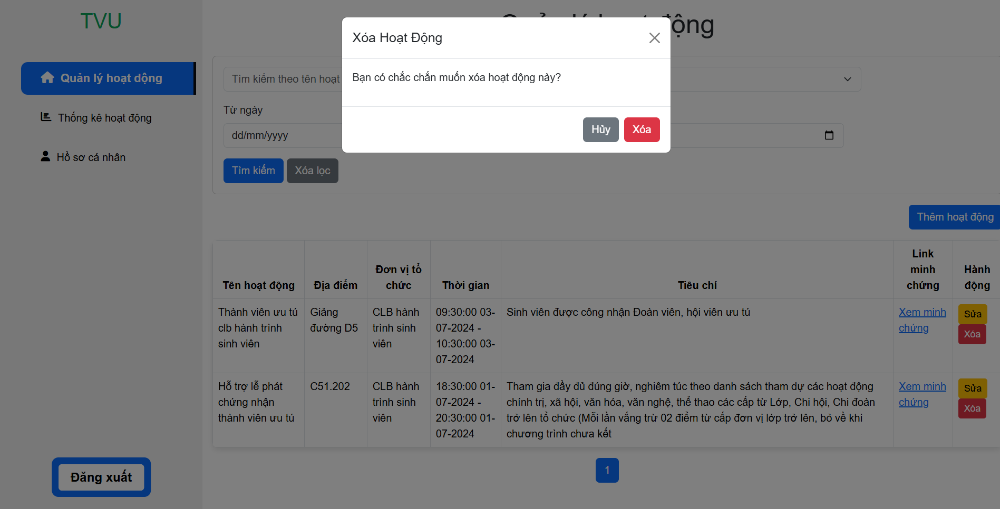 TVU
Quản lý hoạt động
Thống kê hoạt động
Hồ sơ cá nhân
Đăng xuất
động
Xóa Hoạt Động
Bạn có chắc chắn muốn xóa hoạt động này?
Hủy
Xóa
Tìm kiếm theo tên hoạt
Từ ngày
dd/mm/yyyy
Tìm kiếm
Xóa lọc
Thêm hoạt động
Tên hoạt động
Địa điểm
Đơn vị tổ
chức
Thời gian
Tiêu chí
Link
minh
chứng
Hành
động
Thành viên ưu tú
clb hành trình
sinh viên
Giảng
đường D5
CLB hành
trình sinh
viên
09:30:00 03-
07-2024 -
10:30:00 03-
07-2024
Sinh viên được công nhận Đoàn viên, hội viên ưu tú
Xem minh
chứng
Sửa
Xóa
Hỗ trợ lễ phát
chứng nhận
thành viên ưu tú
C51.202
CLB hành
trình sinh
viên
18:30:00 01-
07-2024 -
20:30:00 01-
07-2024
Tham gia đầy đủ đúng giờ, nghiêm túc theo danh sách tham dự các hoạt động
chính trị, xã hội, văn hóa, văn nghệ, thể thao các cấp từ Lớp, Chi hội, Chi đoàn
trở lên tổ chức (Mỗi lần vắng trừ 02 điểm từ cấp đơn vị lớp trở lên, bỏ về khi
chương trình chưa kết
Xem minh
chứng
Sửa
Xóa
1